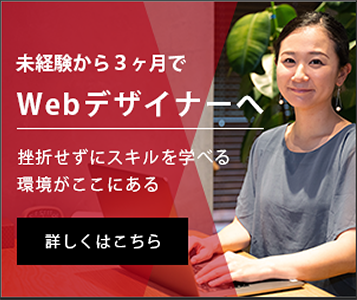 未経験から３ヶ月で
Webデザイナーへ
挫折せずにスキルを学べる
環境がここにある
詳しくはこちら